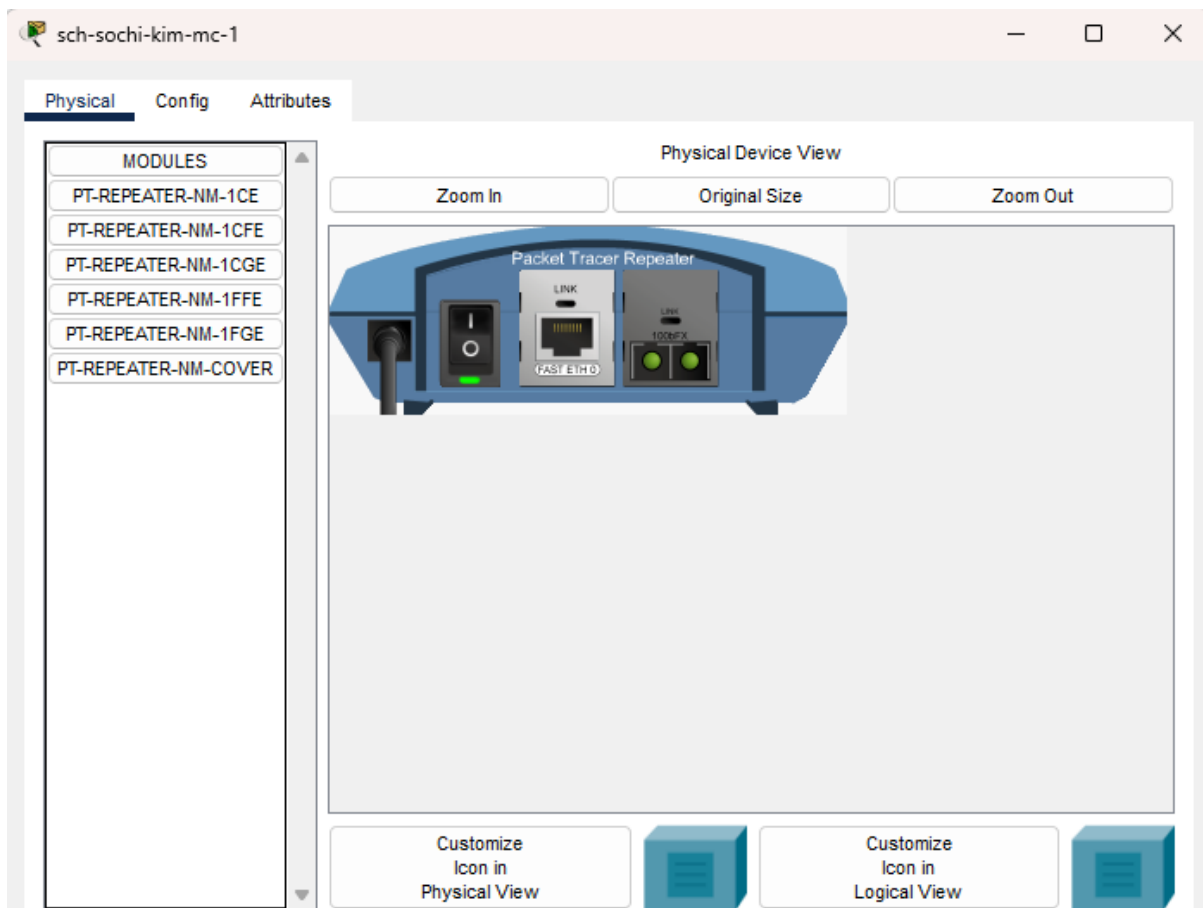 sch-sochi-kim-mc-1
Physical Config Attributes
MODULES
PT-REPEATER-NM-1CE
PT-REPEATER-NM-1CFE
PT-REPEATER-NM-1CGE
PT-REPEATER-NM-1FFE
PT-REPEATER-NM-1FGE
PT-REPEATER-NM-COVER
Physical Device View
Zoom In Original Size Zoom Out
Packet Tracer Repeater
LINK
FAST ETH 0
LINK
100bFX
Customize
Icon in
Physical View
Customize
Icon in
Logical View